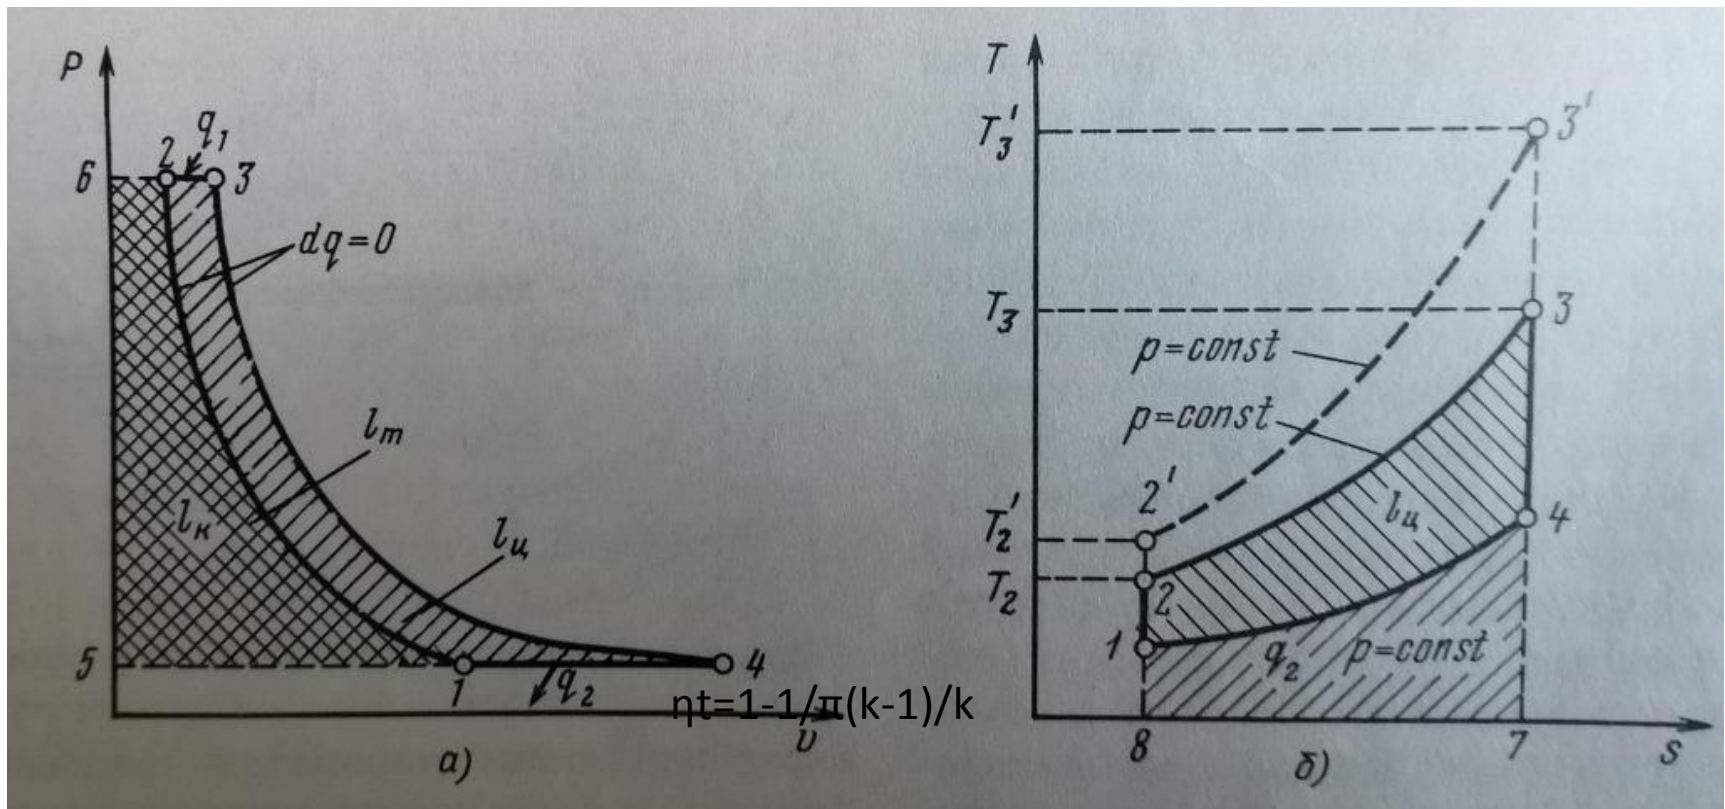 P
6
2
q1
3
dq=0
lт
lк
lц
5
1
q2
4
υ
а)
ηt=1-1/π(k-1)/k
T
T3'
3'
T3
3
p=const
p=const
2'
T2'
lц
4
T2
2
1
q2
p=const
8
7
s
б)